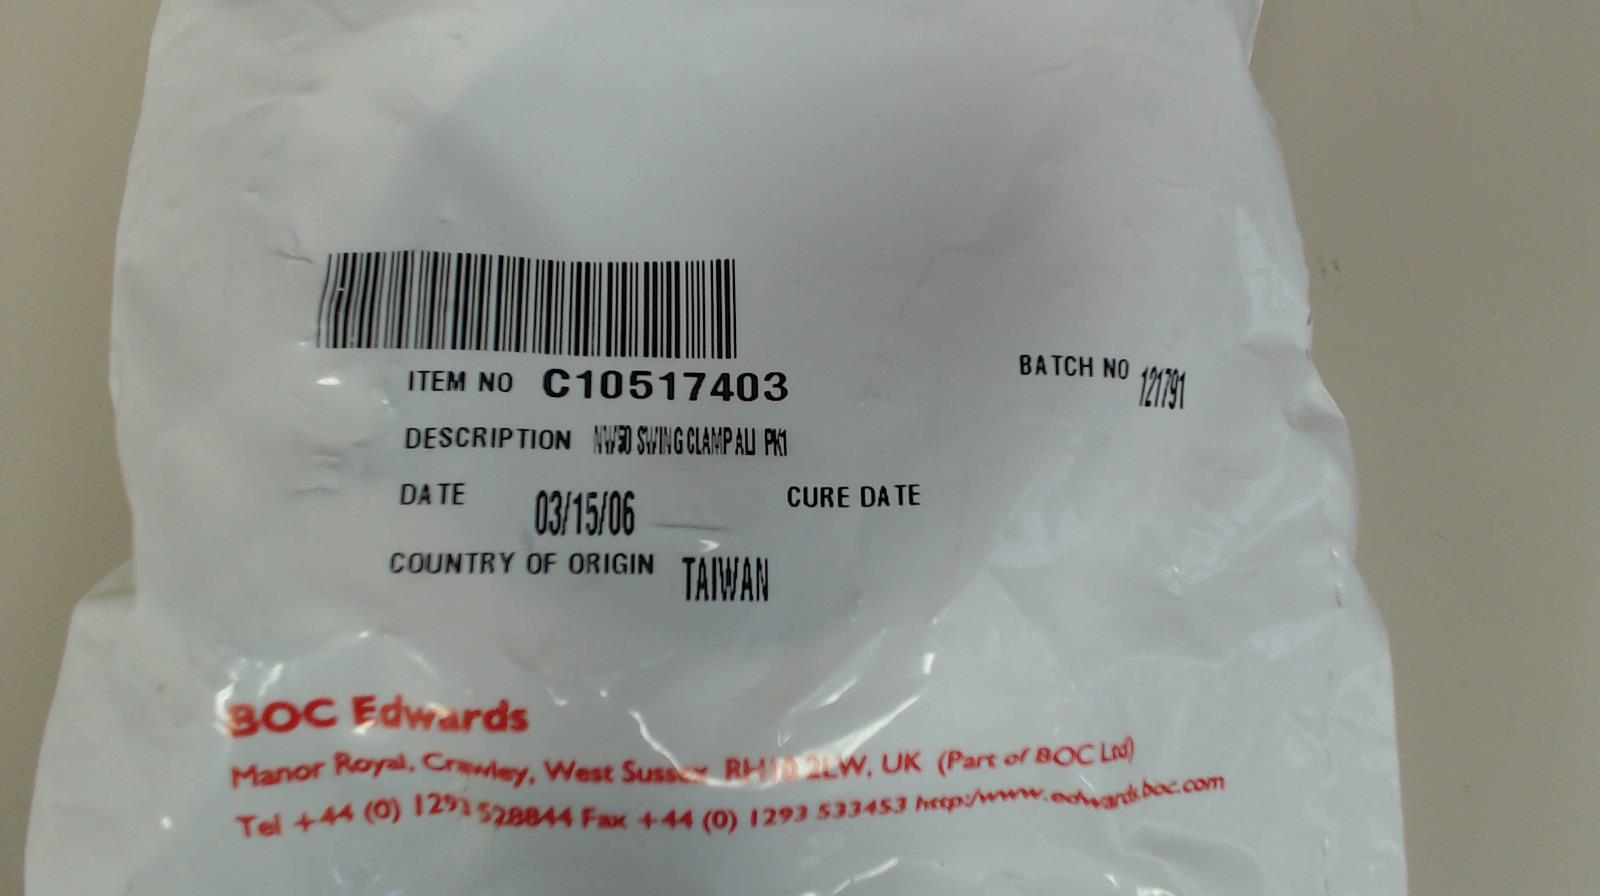 ITEM NO C10517403
BATCH NO 121791
DESCRIPTION NW50 SWING CLAMP ALI PK1
DATE 03/15/06 CURE DATE
COUNTRY OF ORIGIN TAIWAN
BOC Edwards
Manor Royal, Crawley, West Sussex RH10 2LW, UK (Part of BOC Ltd)
Tel +44 (0) 1293 528844 Fax +44 (0) 1293 533453 http:/www.edwards.boc.com